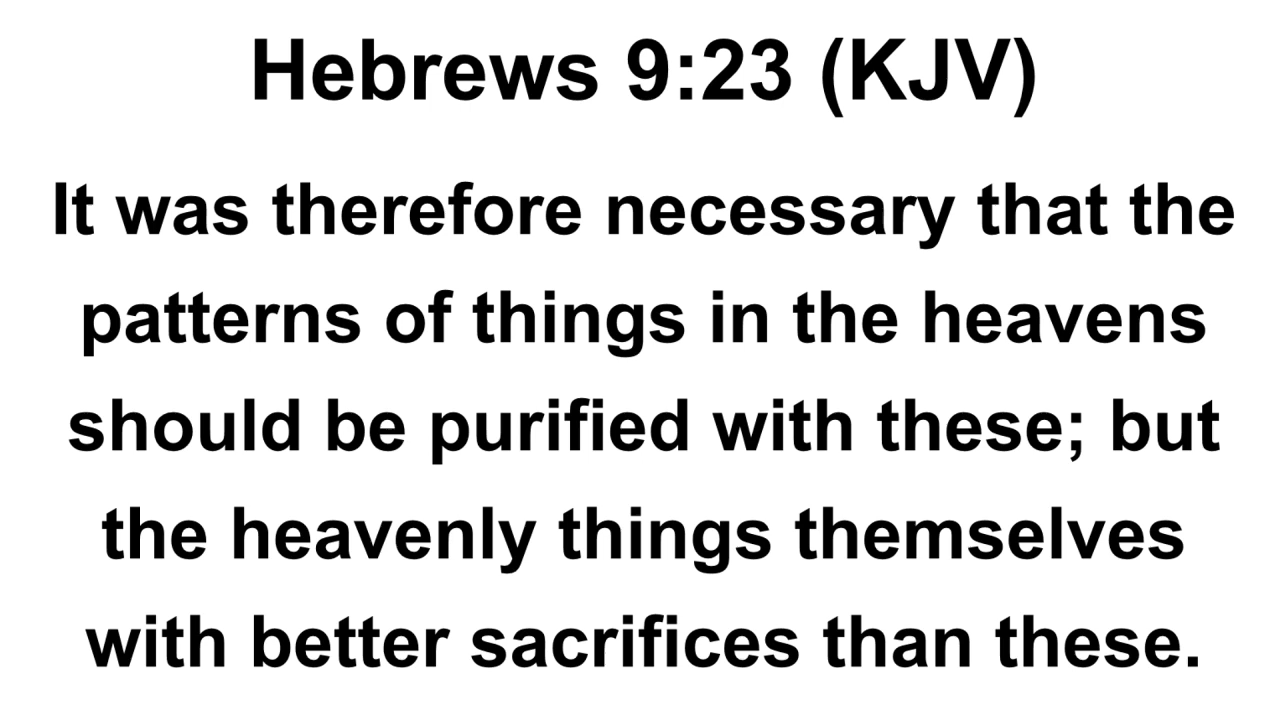 Hebrews 9:23 (KJV)
It was therefore necessary that the
patterns of things in the heavens
should be purified with these; but
the heavenly things themselves
with better sacrifices than these.